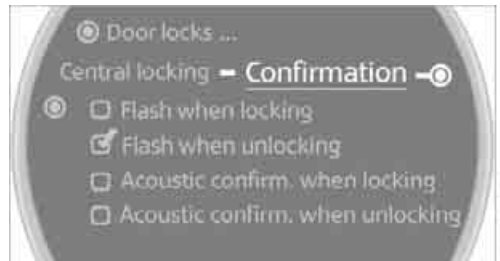 Door locks ...
Central locking - Confirmation
Flash when locking
Flash when unlocking
Acoustic confirm. when locking
Acoustic confirm. when unlocking